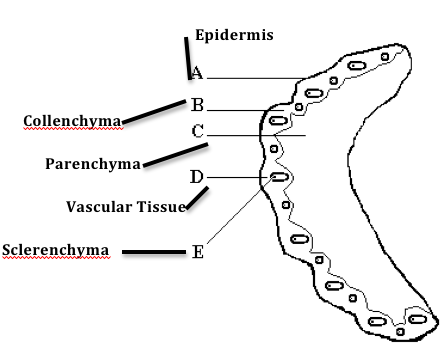 Epidermis
A
B
Collenchyma
C
Parenchyma
D
Vascular Tissue
Sclerenchyma
E